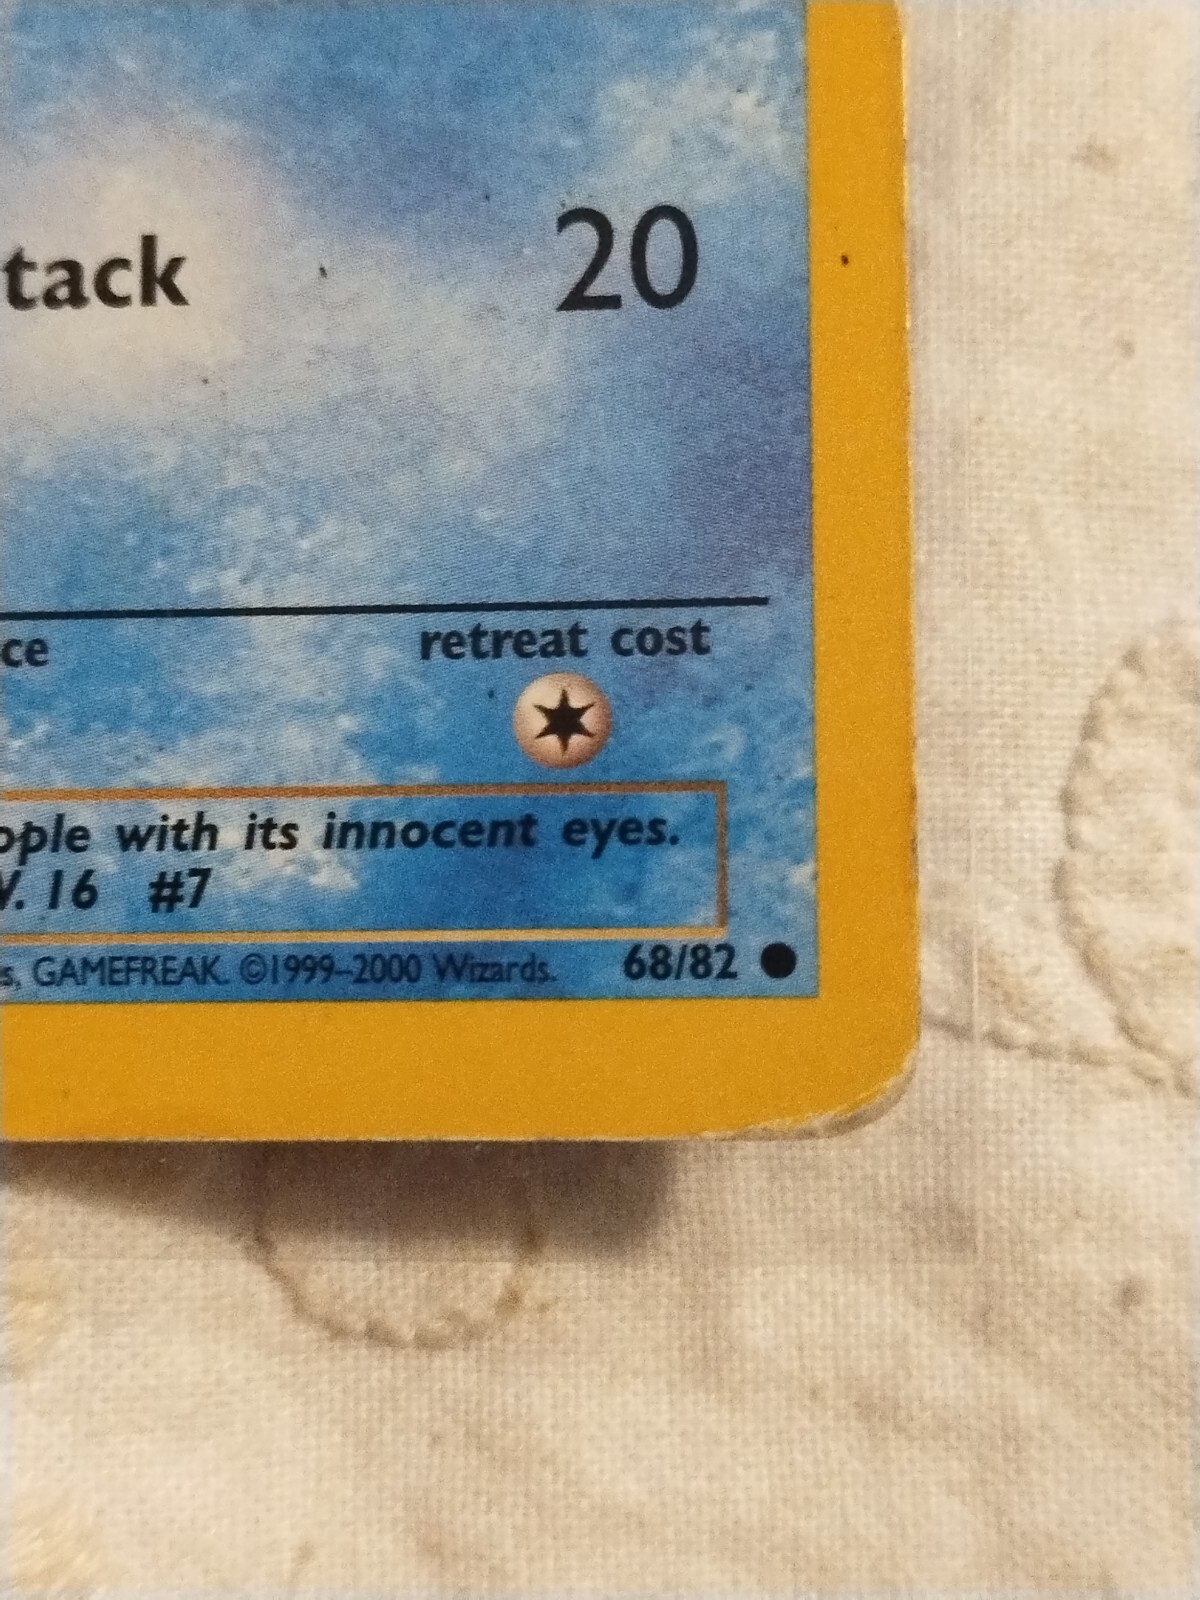 tack 20
ce retreat cost
ople with its innocent eyes.
V. 16 #7
s, GAMEFREAK. ©1999–2000 Wizards. 68/82